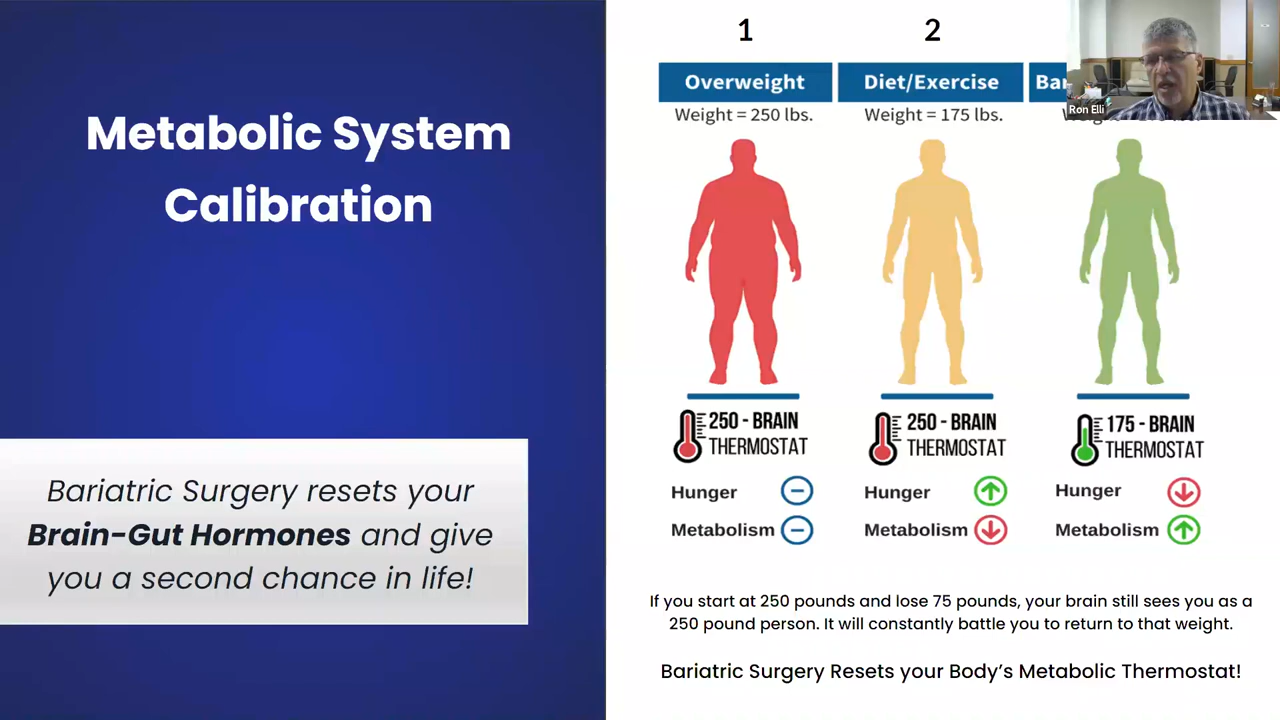 Metabolic System
Calibration
Bariatric Surgery resets your
Brain-Gut Hormones and give
you a second chance in life!
1
2
Overweight
Diet/Exercise
Weight = 250 lbs.
Weight = 175 lbs.
Ron Elli
250 - BRAIN
THERMOSTAT
250 - BRAIN
THERMOSTAT
175 - BRAIN
THERMOSTAT
Hunger
Metabolism
Hunger
Metabolism
Hunger
Metabolism
If you start at 250 pounds and lose 75 pounds, your brain still sees you as a
250 pound person. It will constantly battle you to return to that weight.
Bariatric Surgery Resets your Body's Metabolic Thermostat!